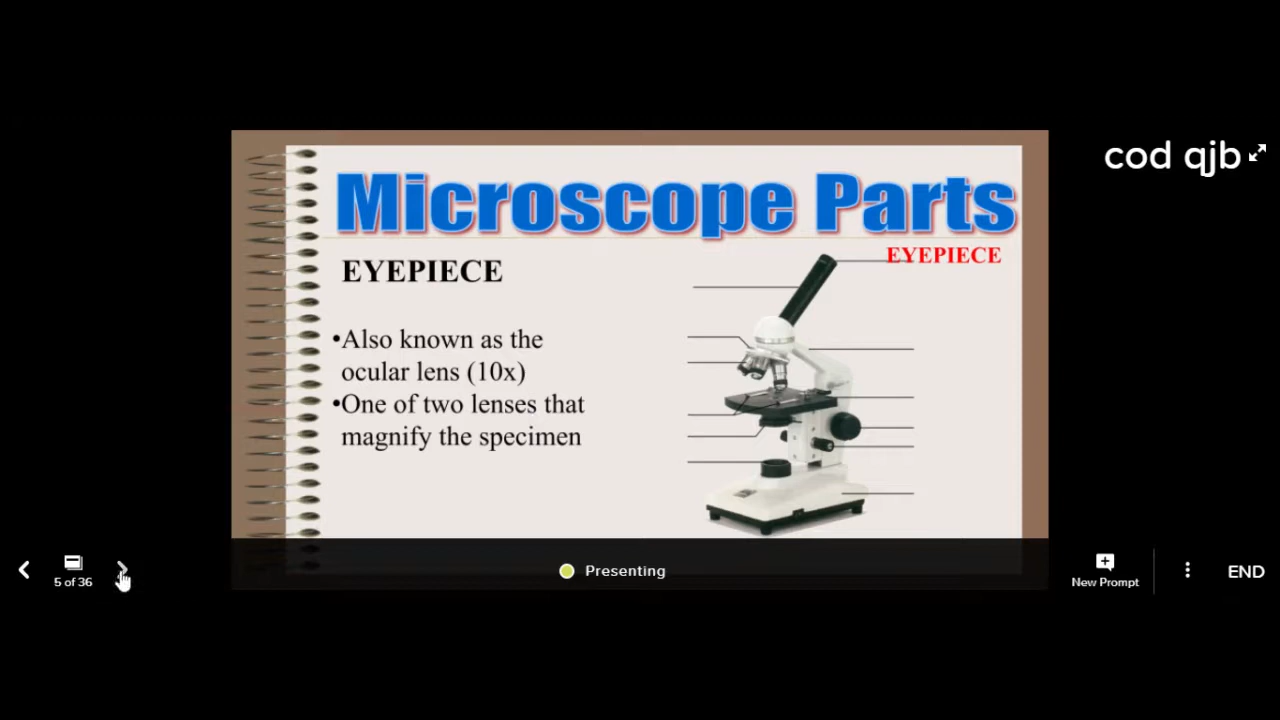 cod qjb
Microscope Parts
EYEPIECE
EYEPIECE
•Also known as the
ocular lens (10x)
•One of two lenses that
magnify the specimen
5 of 36
Presenting
New Prompt
END